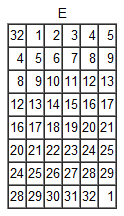 E
32 1 2 3 4 5
4 5 6 7 8 9
8 9 10 11 12 13
12 13 14 15 16 17
16 17 18 19 20 21
20 21 22 23 24 25
24 25 26 27 28 29
28 29 30 31 32 1